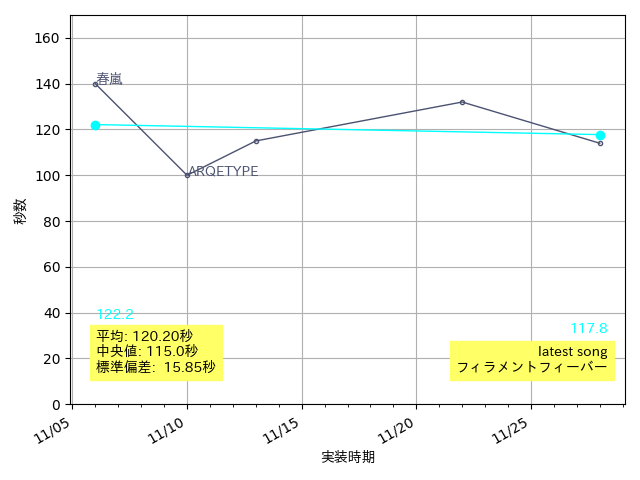 160
140
120
100
80
60
40
20
0
秒数
春嵐
ARQETYPE
122.2
117.8
平均: 120.20秒
中央値: 115.0秒
標準偏差: 15.85秒
latest song
フィラメントフィーバー
11/05
11/10
11/15
11/20
11/25
実装時期